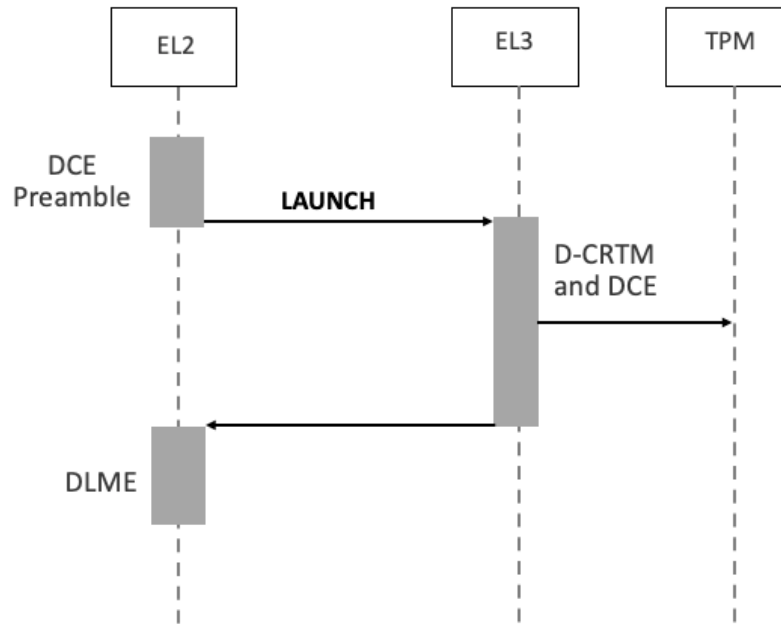 EL2
EL3
TPM
DCE
Preamble
LAUNCH
D-CRTM
and DCE
DLME